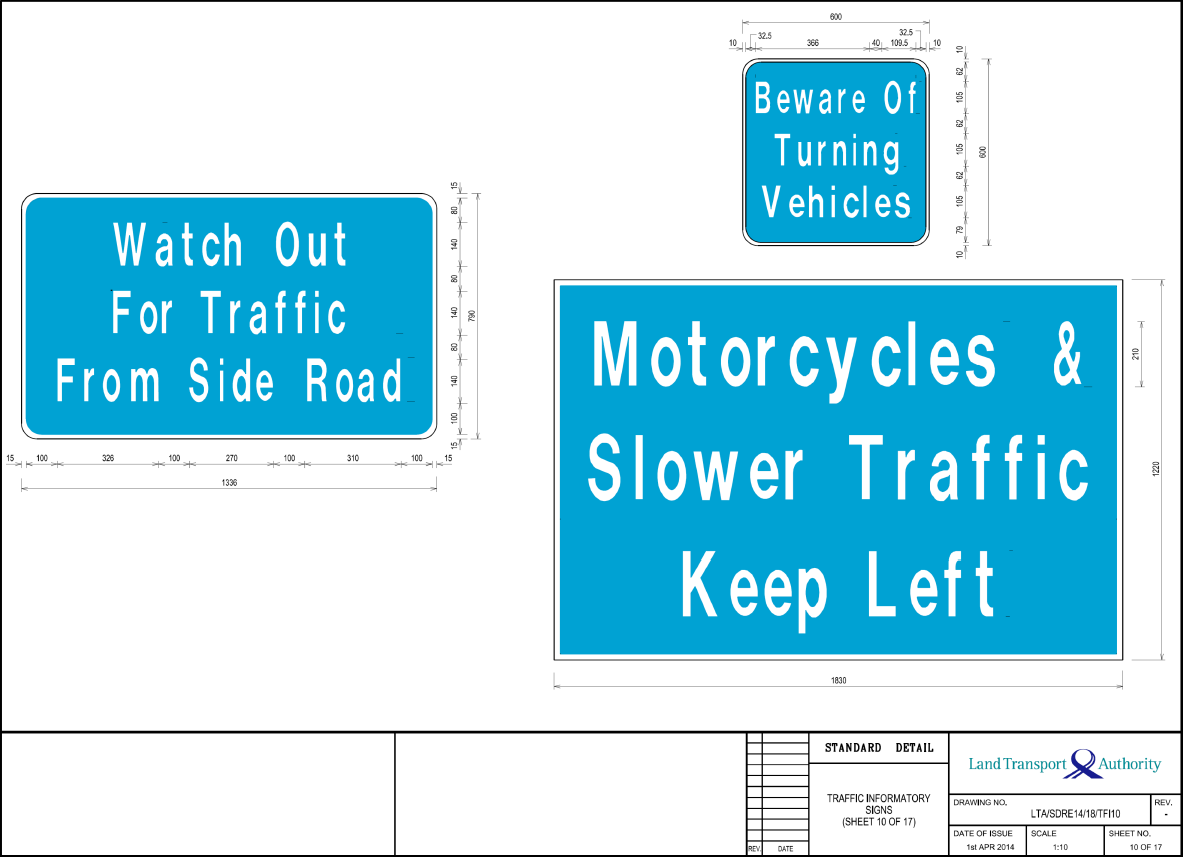 600
32.5
32.5
10
366
40
109.5
10
Beware Of
Turning
Vehicles
10
62
105
62
105
62
105
79
10
600
Watch Out
For Traffic
From Side Road
15
80
140
80
140
80
140
100
15
790
15
100
326
100
270
100
310
100
15
1336
Motorcycles &
Slower Traffic
Keep Left
210
1220
1830
REV.
DATE
STANDARD DETAIL
TRAFFIC INFORMATORY
SIGNS
(SHEET 10 OF 17)
Land Transport Authority
DRAWING NO.
LTA/SDRE14/18/TFI10
REV.
-
DATE OF ISSUE
1st APR 2014
SCALE
1:10
SHEET NO.
10 OF 17